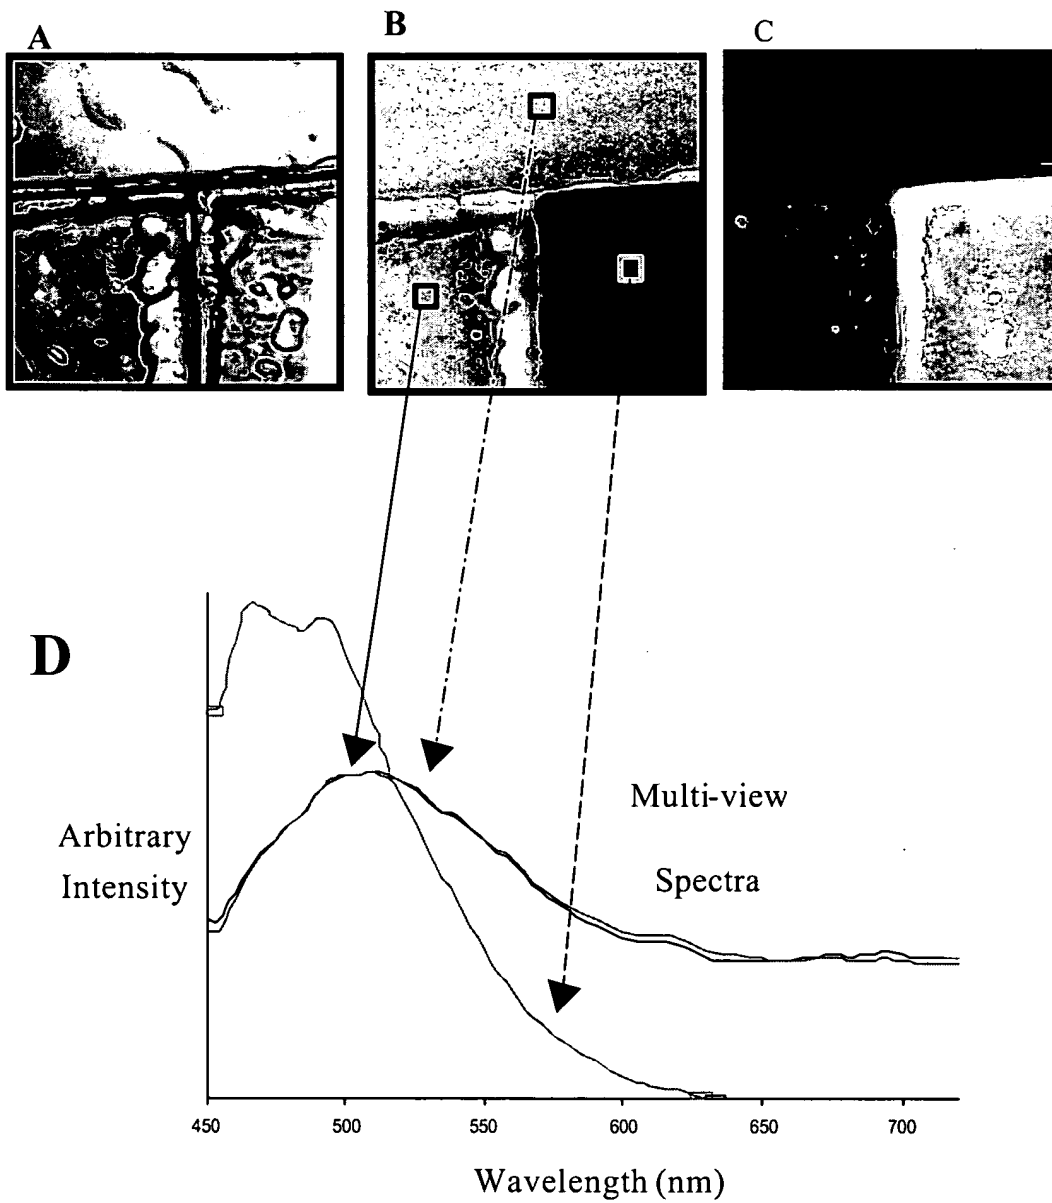 A
B
C
D
Arbitrary
Intensity
Multi-view
Spectra
450
500
550
600
650
700
Wavelength (nm)